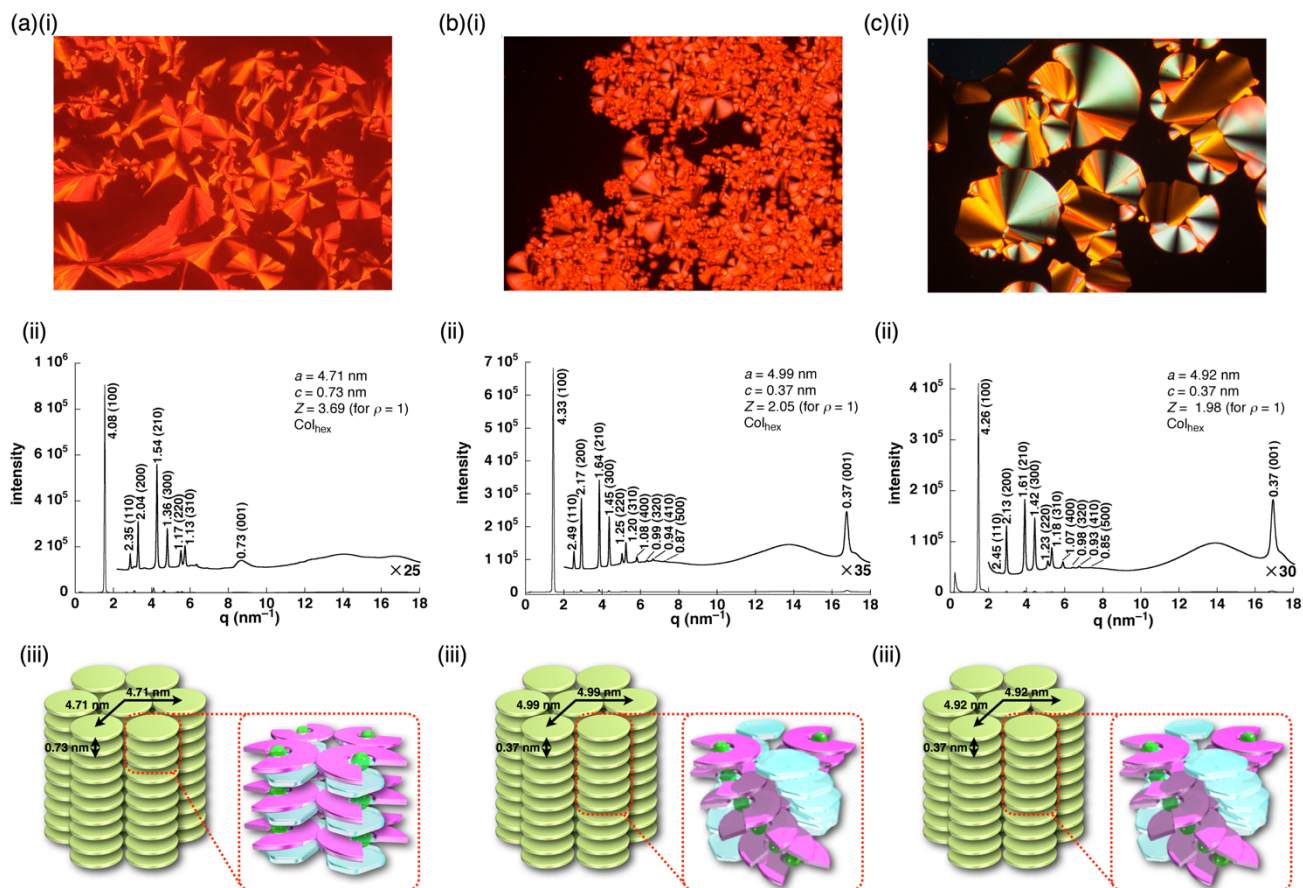 (a)(i)
(b)(i)
(c)(i)
(ii)
1 10⁶
8 10⁵
6 10⁵
4 10⁵
2 10⁵
0
intensity
4.08 (100)
2.35 (110)
2.04 (200)
1.54 (210)
1.36 (300)
1.17 (220)
1.13 (310)
0.73 (001)
a = 4.71 nm
c = 0.73 nm
Z = 3.69 (for ρ = 1)
Colhex
×25
0 2 4 6 8 10 12 14 16 18
q (nm⁻¹)
(ii)
7 10⁵
6 10⁵
5 10⁵
4 10⁵
3 10⁵
2 10⁵
1 10⁵
0
intensity
4.33 (100)
2.49 (110)
2.17 (200)
1.64 (210)
1.45 (300)
1.25 (220)
1.20 (310)
1.08 (400)
0.99 (320)
0.94 (410)
0.87 (500)
0.37 (001)
a = 4.99 nm
c = 0.37 nm
Z = 2.05 (for ρ = 1)
Colhex
×35
0 2 4 6 8 10 12 14 16 18
q (nm⁻¹)
(ii)
5 10⁵
4 10⁵
3 10⁵
2 10⁵
1 10⁵
0
intensity
4.26 (100)
2.45 (110)
2.13 (200)
1.61 (210)
1.42 (300)
1.23 (220)
1.18 (310)
1.07 (400)
0.98 (320)
0.93 (410)
0.85 (500)
0.37 (001)
a = 4.92 nm
c = 0.37 nm
Z = 1.98 (for ρ = 1)
Colhex
×30
0 2 4 6 8 10 12 14 16 18
q (nm⁻¹)
(iii)
4.71 nm
4.71 nm
0.73 nm
(iii)
4.99 nm
4.99 nm
0.37 nm
(iii)
4.92 nm
4.92 nm
0.37 nm